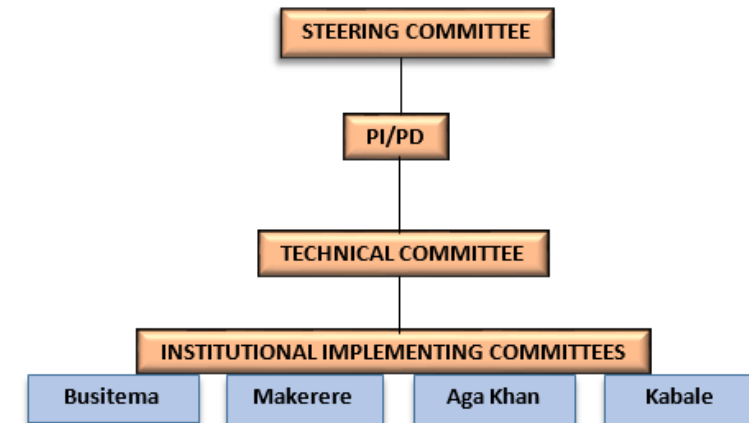 STEERING COMMITTEE
PI/PD
TECHNICAL COMMITTEE
INSTITUTIONAL IMPLEMENTING COMMITTEES
Busitema
Makerere
Aga Khan
Kabale